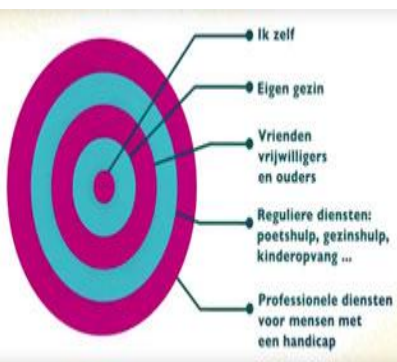 Ik zelf
Eigen gezin
Vrienden
vrijwilligers
en ouders
Reguliere diensten:
poetshulp, gezinshulp,
kinderopvang ...
Professionele diensten
voor mensen met
een handicap